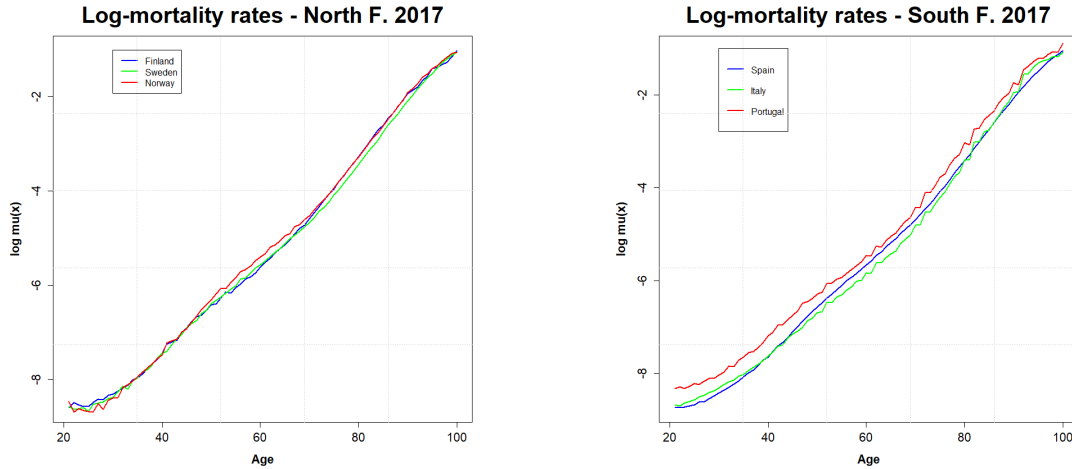 Log-mortality rates - North F. 2017
Finland
Sweden
Norway
log mu(x)
-2
-4
-6
-8
20 40 60 80 100
Age
Log-mortality rates - South F. 2017
Spain
Italy
Portugal
log mu(x)
-2
-4
-6
-8
20 40 60 80 100
Age